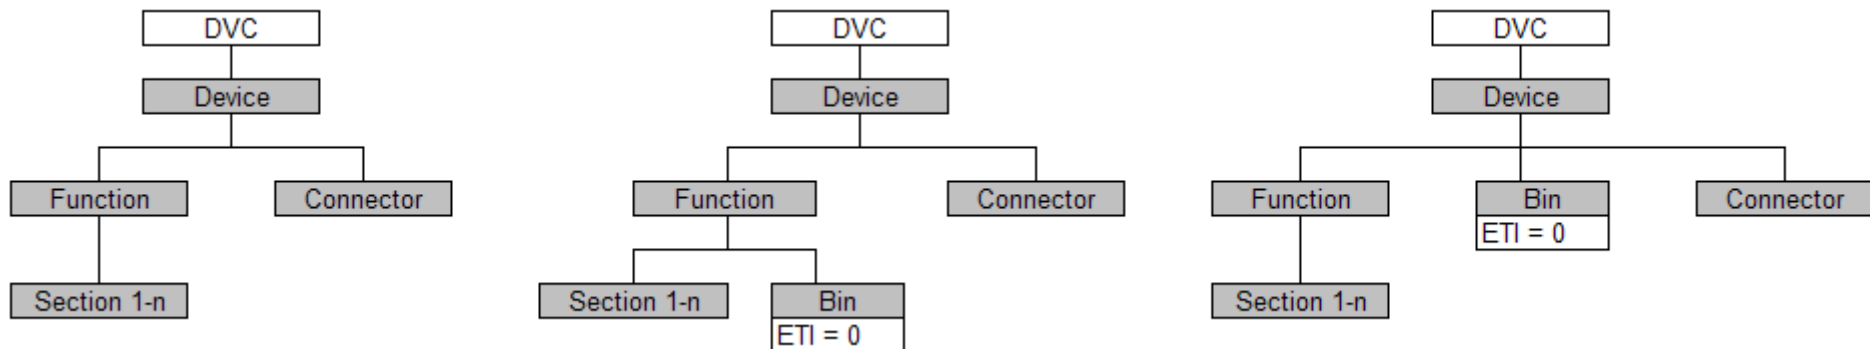 DVC
Device
Function
Connector
Section 1-n
DVC
Device
Function
Connector
Section 1-n
Bin
ETI = 0
DVC
Device
Function
Bin
Connector
ETI = 0
Section 1-n